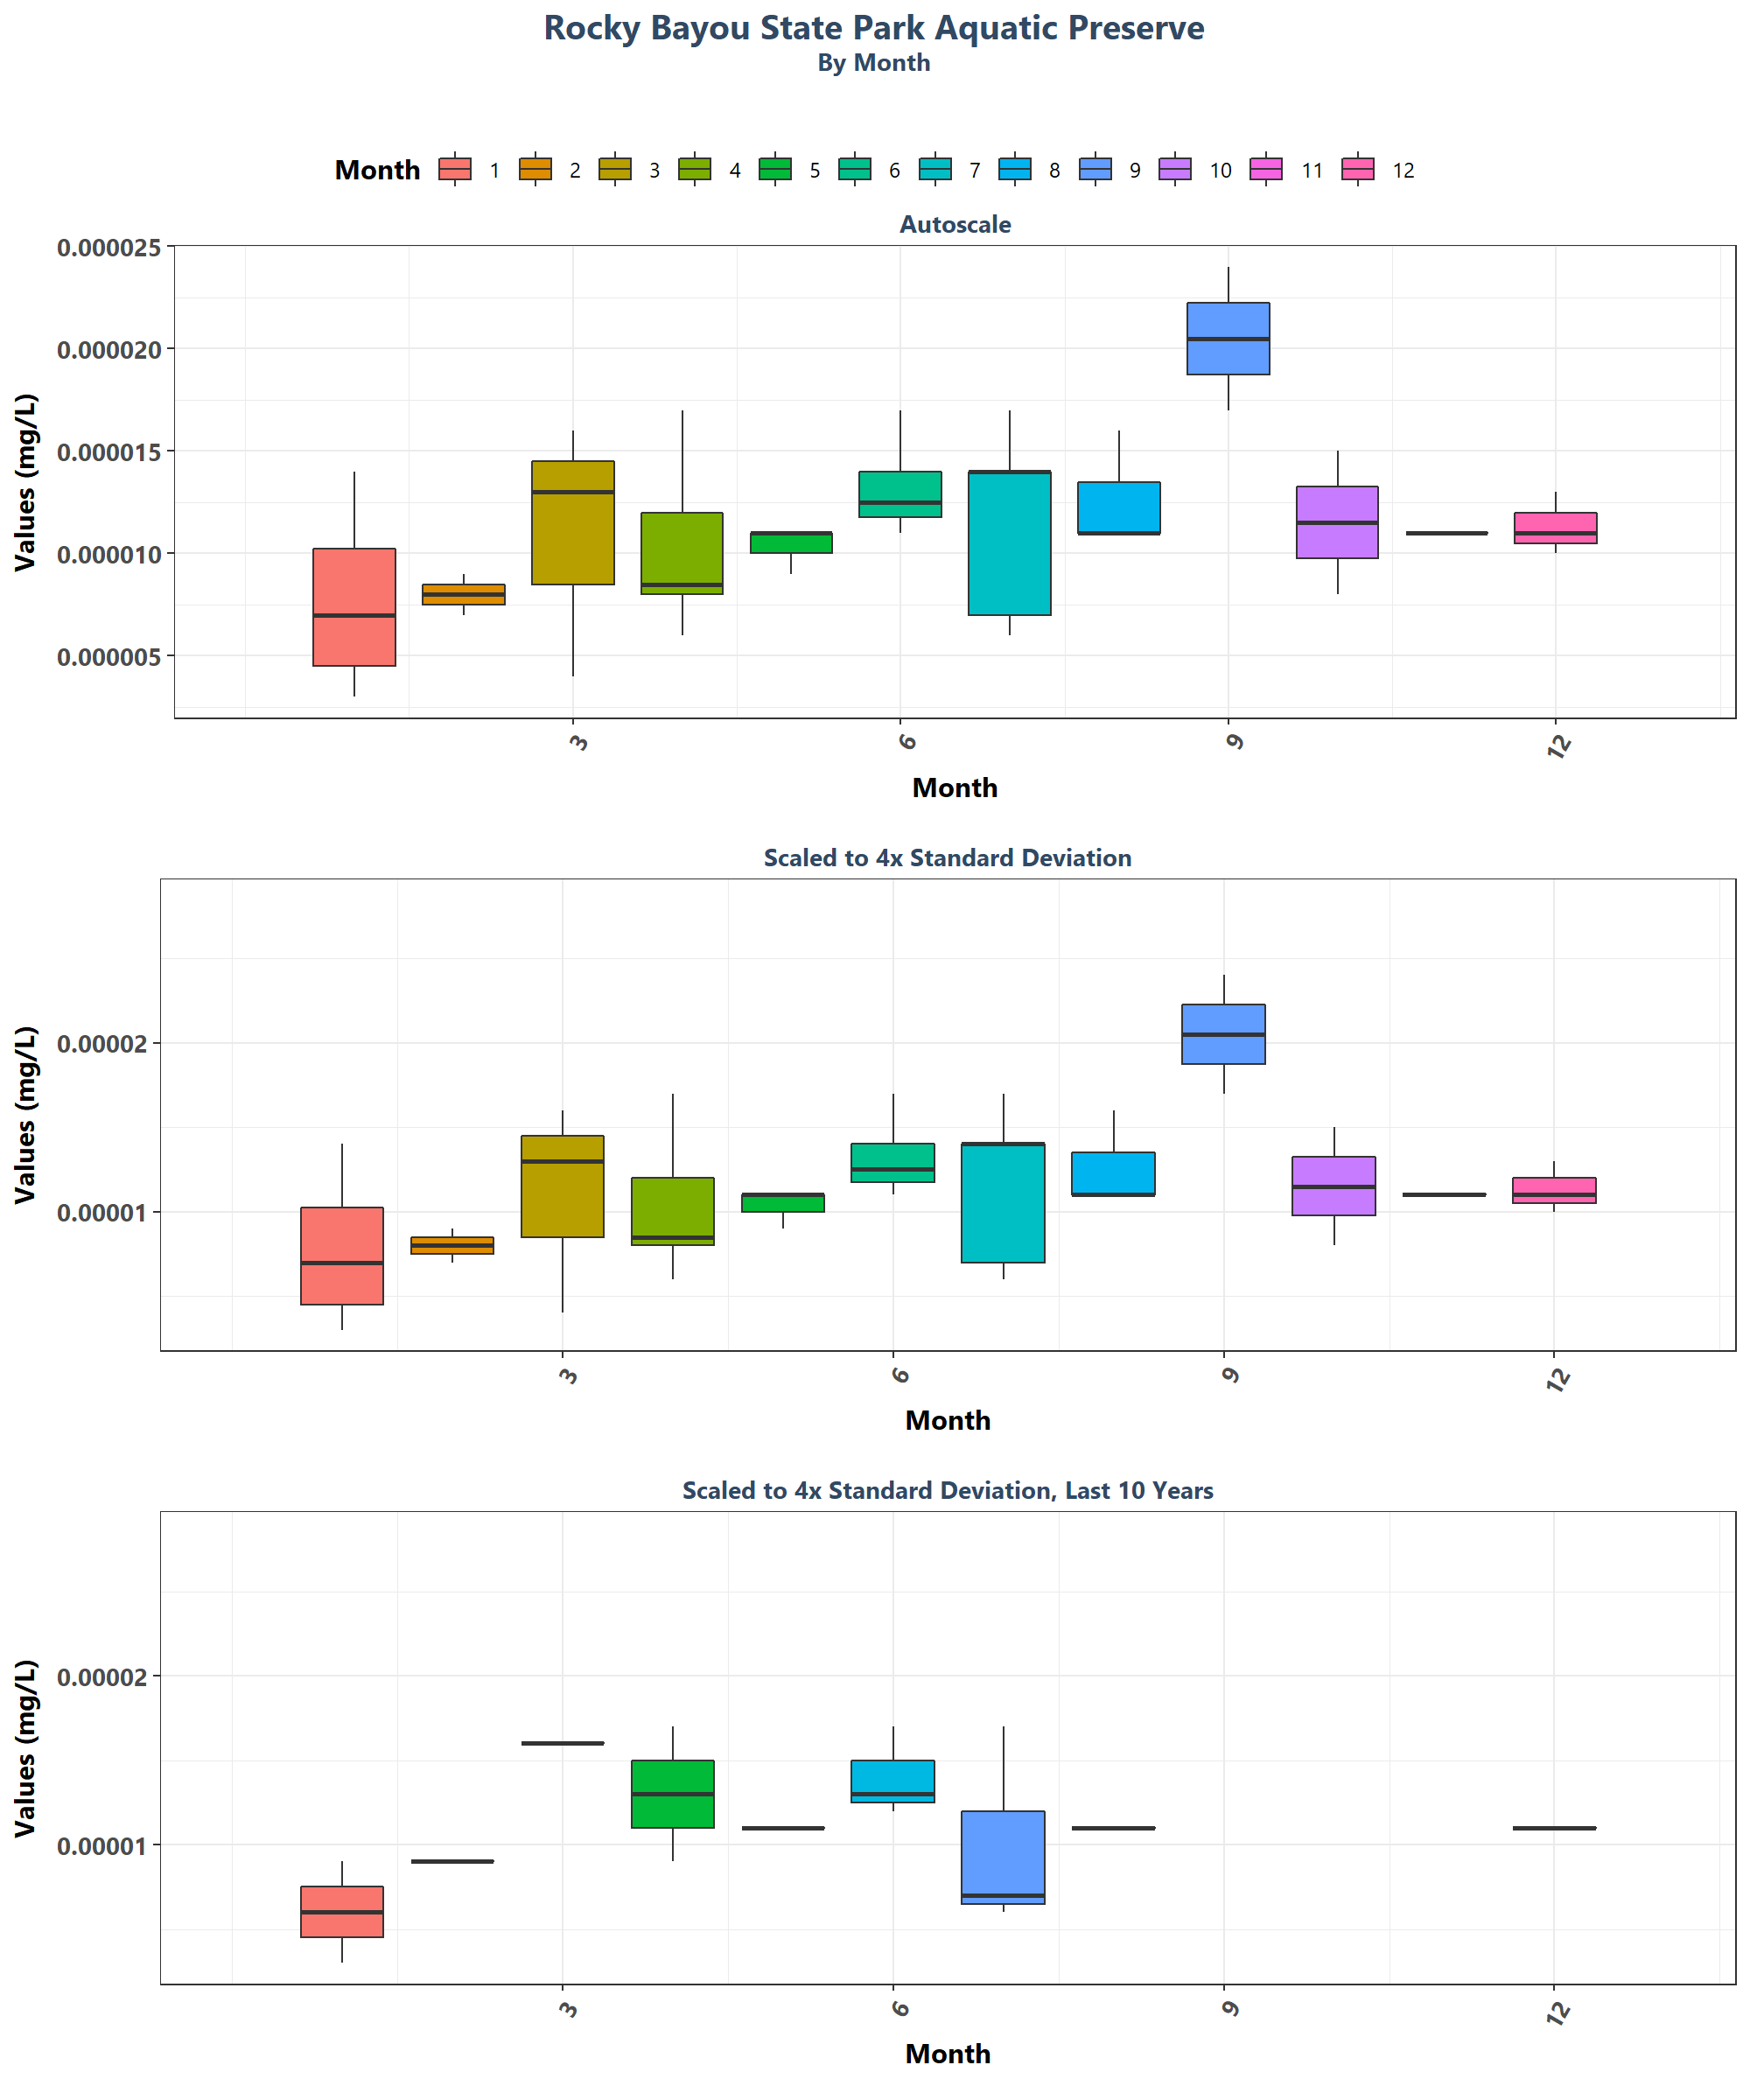 Rocky Bayou State Park Aquatic Preserve
By Month
Month 1 2 3 4 5 6 7 8 9 10 11 12
Autoscale
Values (mg/L)
0.000025
0.000020
0.000015
0.000010
0.000005
3 6 9 12
Month
Scaled to 4x Standard Deviation
Values (mg/L)
0.00002
0.00001
3 6 9 12
Month
Scaled to 4x Standard Deviation, Last 10 Years
Values (mg/L)
0.00002
0.00001
3 6 9 12
Month